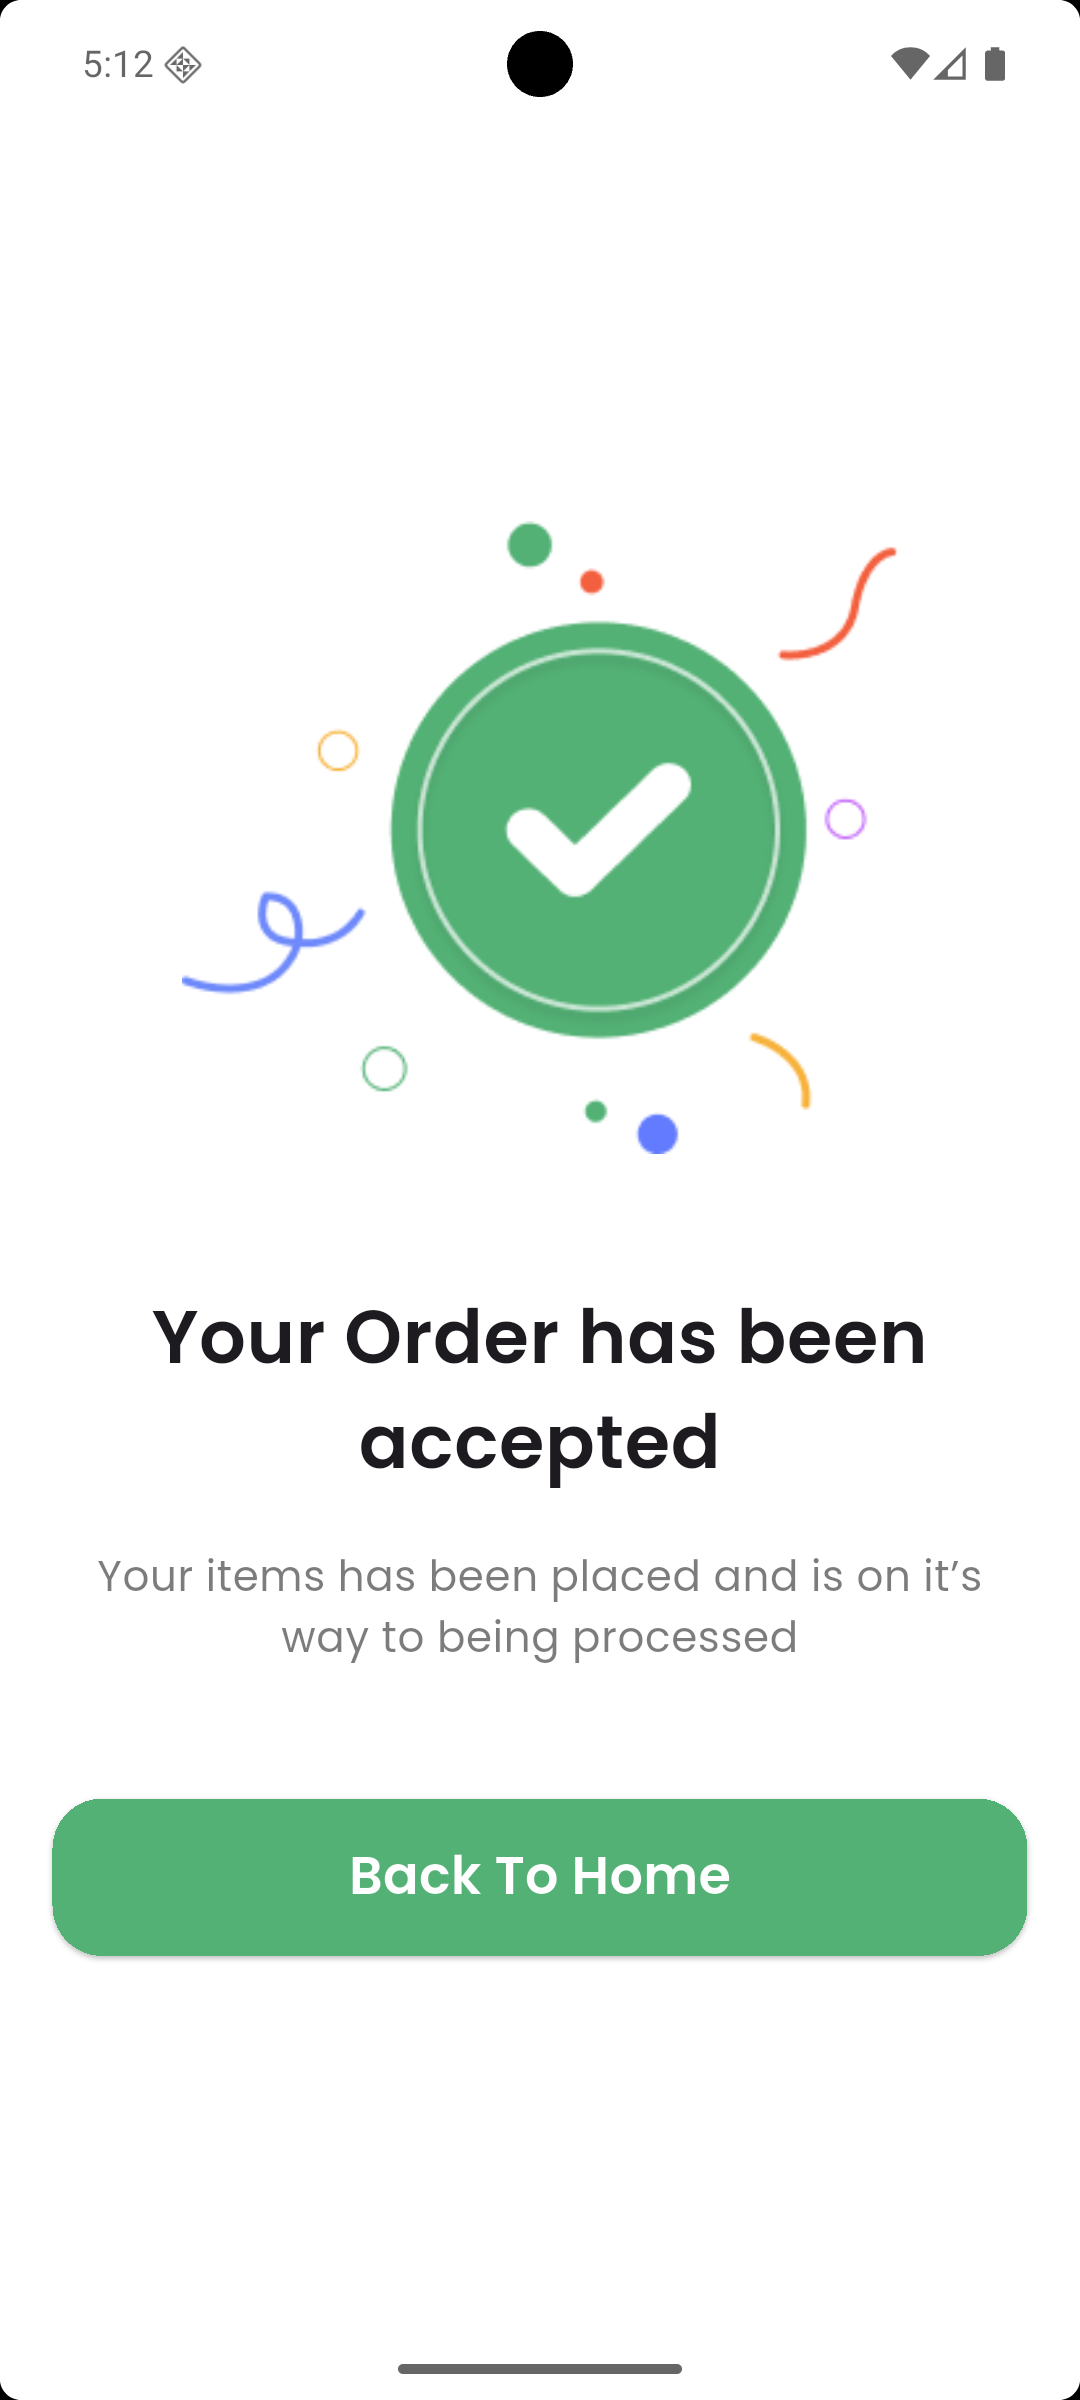 5:12
Your Order has been
accepted
Your items has been placed and is on it’s
way to being processed
Back To Home